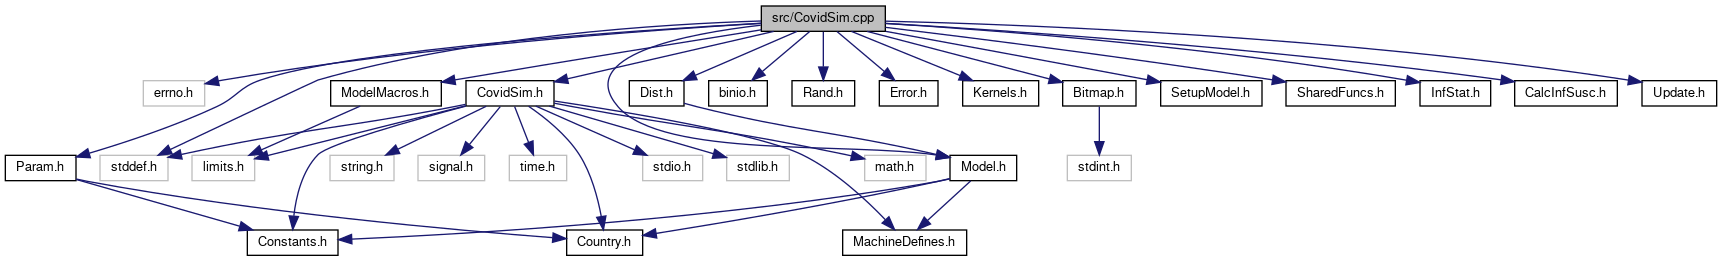 src/CovidSim.cpp
errno.h
ModelMacros.h
CovidSim.h
Dist.h
binio.h
Rand.h
Error.h
Kernels.h
Bitmap.h
SetupModel.h
SharedFuncs.h
InfStat.h
CalcInfSusc.h
Update.h
Param.h
stddef.h
limits.h
string.h
signal.h
time.h
stdio.h
stdlib.h
math.h
Model.h
stdint.h
Constants.h
Country.h
MachineDefines.h